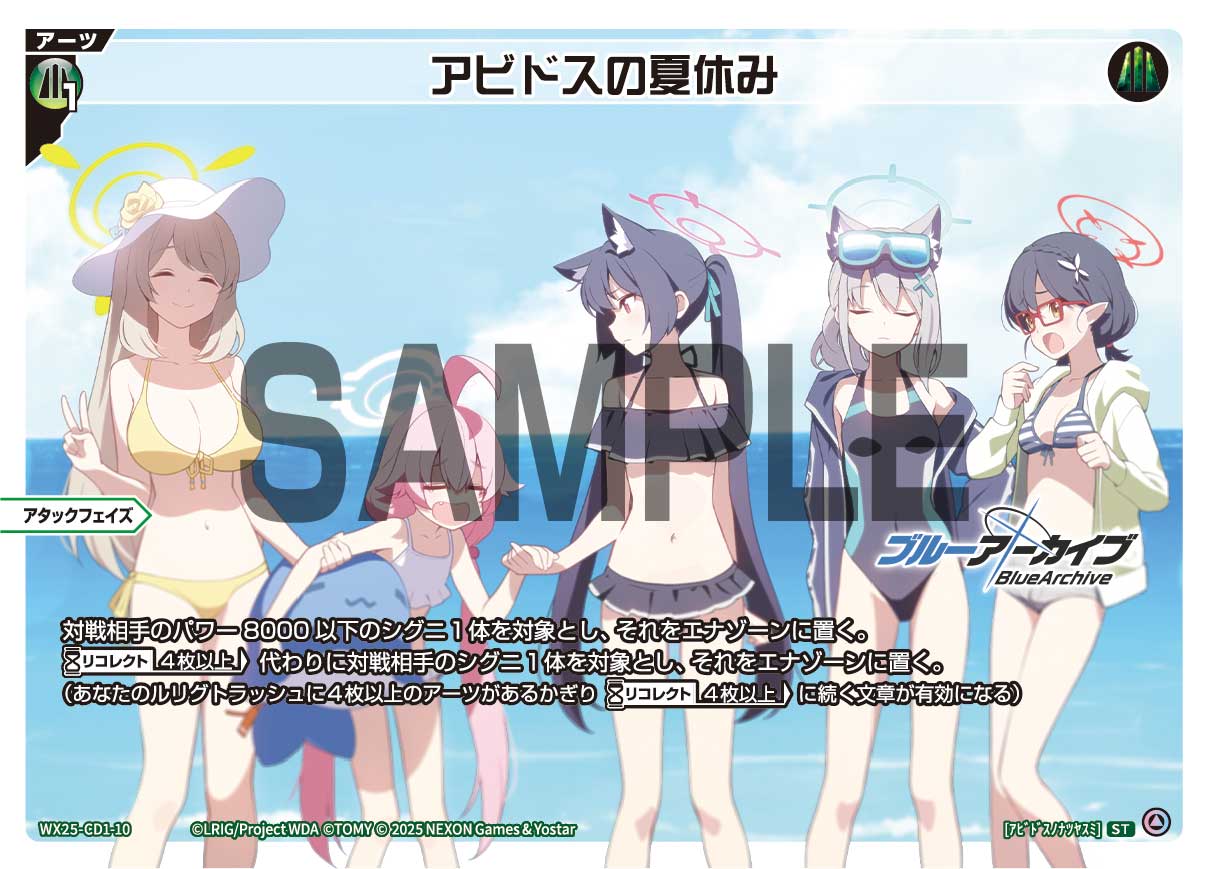 アーツ
1
アビドスの夏休み
SAMPLE
アタックフェイズ
ブルーアーカイブ
BlueArchive
対戦相手のパワー8000以下のシグニ1体を対象とし、それをエナゾーンに置く。
リコレクト 4枚以上 代わりに対戦相手のシグニ1体を対象とし、それをエナゾーンに置く。
(あなたのルリグトラッシュに4枚以上のアーツがあるかぎり リコレクト 4枚以上 に続く文章が有効になる)
WX25-CD1-10 ©LRIG/Project WDA ©TOMY © 2025 NEXON Games & Yostar [ｱﾋﾞﾄﾞｽﾉﾅﾂﾔｽﾐ] ST